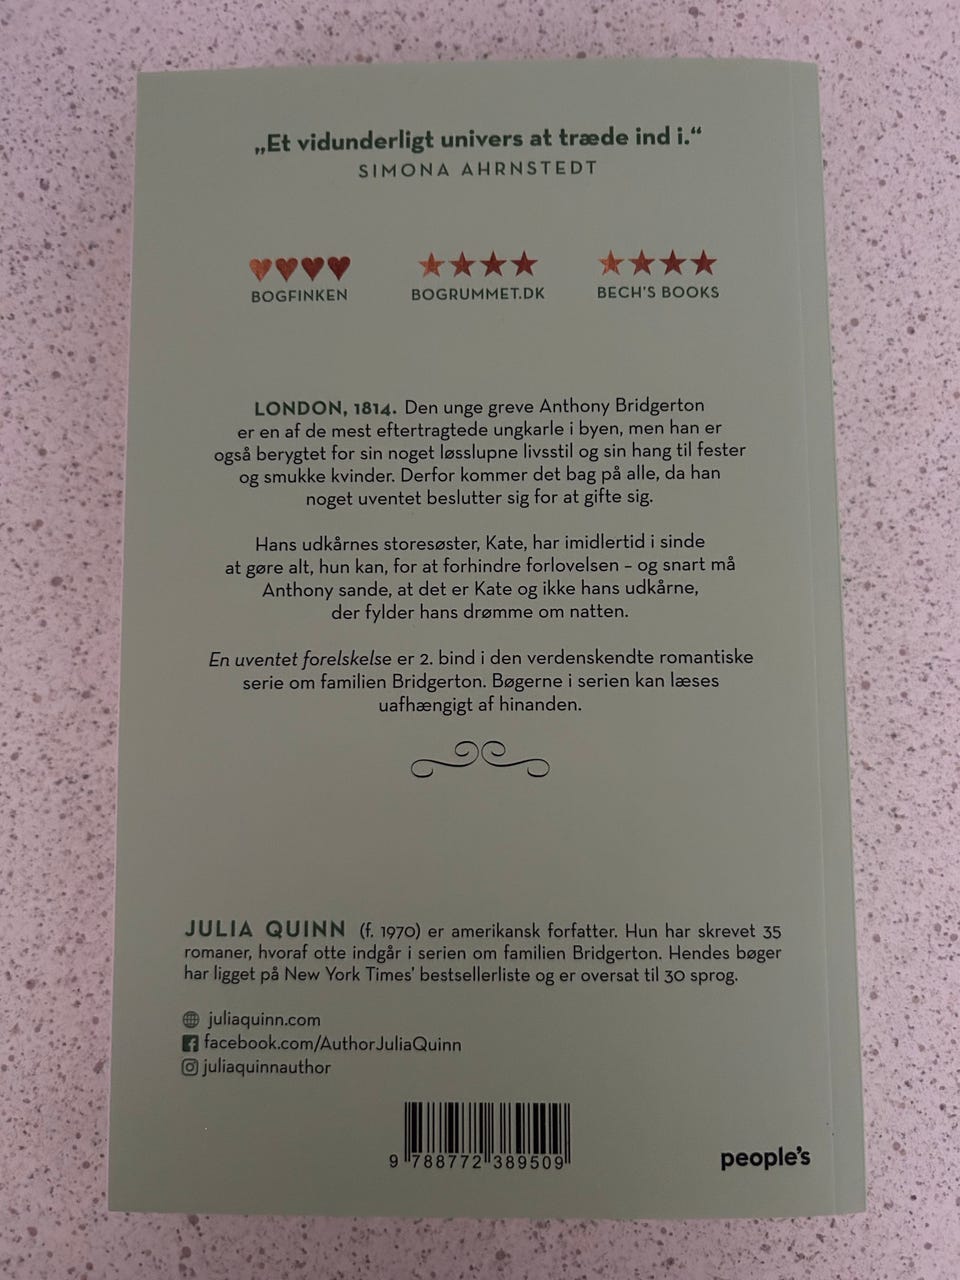 „Et vidunderligt univers at træde ind i.“
SIMONA AHRNSTEDT
BOGFINKEN
BOGRUMMET.DK
BECH'S BOOKS
LONDON, 1814. Den unge greve Anthony Bridgerton
er en af de mest eftertragtede ungkarle i byen, men han er
også berygtet for sin noget løsslupne livsstil og sin hang til fester
og smukke kvinder. Derfor kommer det bag på alle, da han
noget uventet beslutter sig for at gifte sig.
Hans udkårnes storesøster, Kate, har imidlertid i sinde
at gøre alt, hun kan, for at forhindre forlovelsen – og snart må
Anthony sande, at det er Kate og ikke hans udkårne,
der fylder hans drømme om natten.
En uventet forelskelse er 2. bind i den verdenskendte romantiske
serie om familien Bridgerton. Bøgerne i serien kan læses
uafhængigt af hinanden.
JULIA QUINN (f. 1970) er amerikansk forfatter. Hun har skrevet 35
romaner, hvoraf otte indgår i serien om familien Bridgerton. Hendes bøger
har ligget på New York Times' bestsellerliste og er oversat til 30 sprog.
juliaquinn.com
facebook.com/AuthorJuliaQuinn
juliaquinnauthor
9 788772 389509
people's